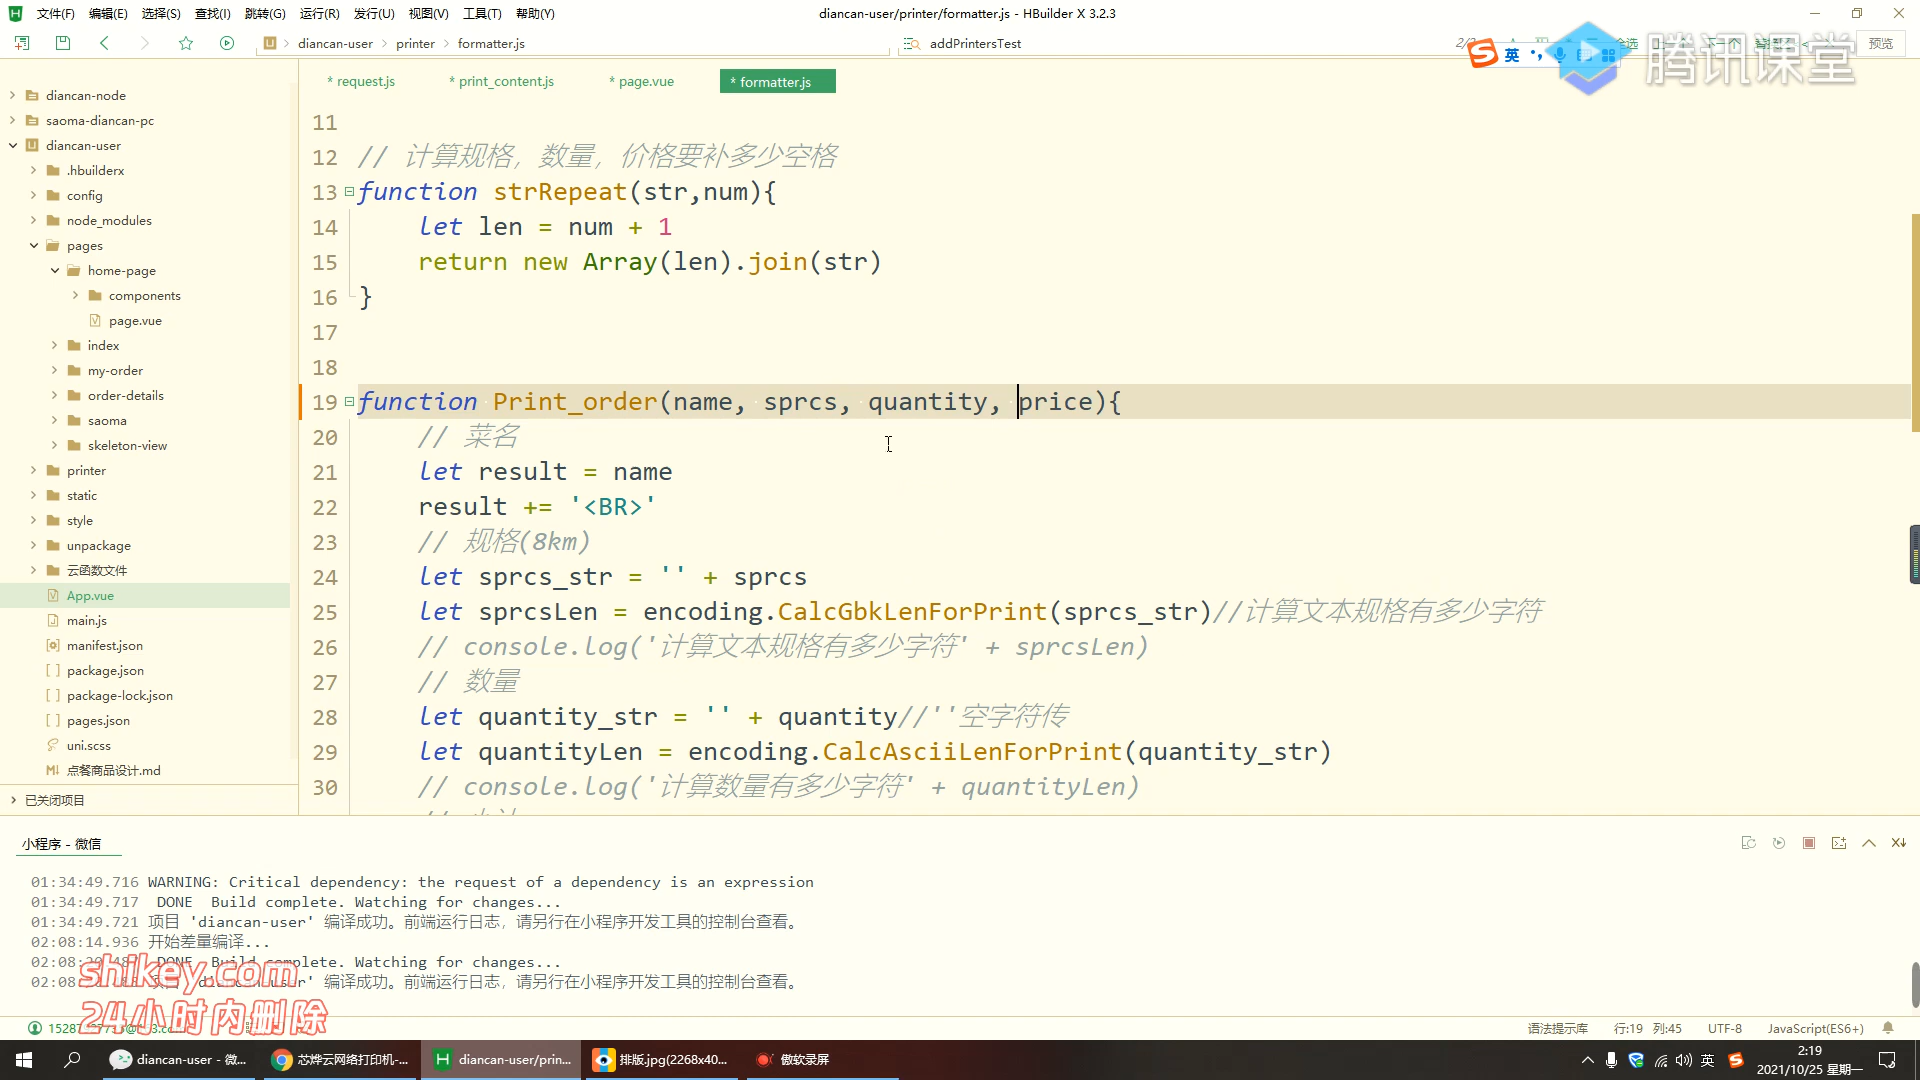 文件(F) 编辑(E) 选择(S) 查找(I) 跳转(G) 运行(R) 发行(U) 视图(V) 工具(T) 帮助(Y) diancan-user/printer/formatter.js - HBuilder X 3.2.3
diancan-user printer formatter.js addPrintersTest 预览
英 腾讯课堂
* request.js * print_content.js * page.vue * formatter.js
diancan-node
saoma-diancan-pc
diancan-user
.hbuilderx
config
node_modules
pages
home-page
components
page.vue
index
my-order
order-details
saoma
skeleton-view
printer
static
style
unpackage
云函数文件
App.vue
main.js
manifest.json
package.json
package-lock.json
pages.json
uni.scss
点餐商品设计.md
已关闭项目
11
12 // 计算规格，数量，价格要补多少空格
13 function strRepeat(str,num){
14 let len = num + 1
15 return new Array(len).join(str)
16 }
17
18
19 function Print_order(name, sprcs, quantity, price){
20 // 菜名
21 let result = name
22 result += '<BR>'
23 // 规格(8km)
24 let sprcs_str = '' + sprcs
25 let sprcsLen = encoding.CalcGbkLenForPrint(sprcs_str)//计算文本规格有多少字符
26 // console.log('计算文本规格有多少字符' + sprcsLen)
27 // 数量
28 let quantity_str = '' + quantity//''空字符传
29 let quantityLen = encoding.CalcAsciiLenForPrint(quantity_str)
30 // console.log('计算数量有多少字符' + quantityLen)
小程序 - 微信
01:34:49.716 WARNING: Critical dependency: the request of a dependency is an expression
01:34:49.717 DONE Build complete. Watching for changes...
01:34:49.721 项目 'diancan-user' 编译成功。前端运行日志，请另行在小程序开发工具的控制台查看。
02:08:14.936 开始差量编译...
DONE Build complete. Watching for changes...
'diancan-user' 编译成功。前端运行日志，请另行在小程序开发工具的控制台查看。
shikey.com
24小时内删除
语法提示库 行:19 列:45 UTF-8 JavaScript(ES6+)
diancan-user - 微... 芯烨云网络打印机-... diancan-user/prin... 排版.jpg(2268x40... 傲软录屏 英 2:19
2021/10/25 星期一